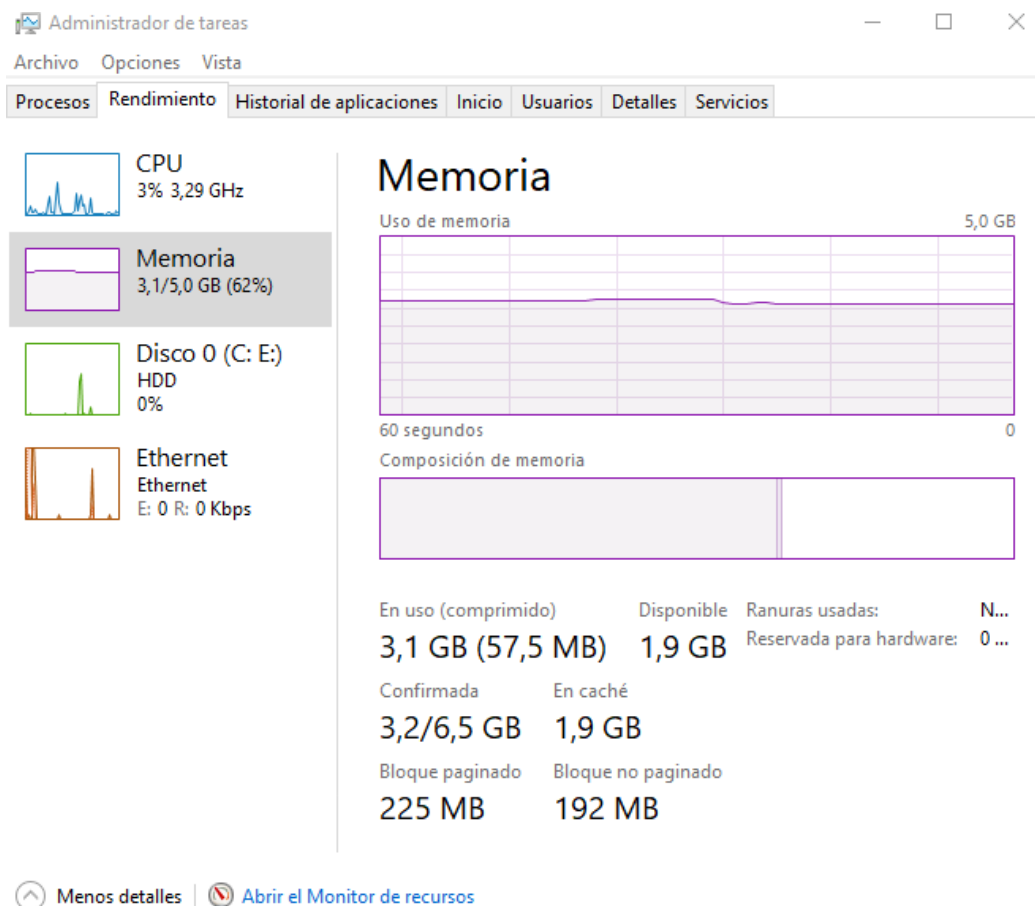 Administrador de tareas
Archivo Opciones Vista
Procesos Rendimiento Historial de aplicaciones Inicio Usuarios Detalles Servicios
CPU
3% 3,29 GHz
Memoria
3,1/5,0 GB (62%)
Disco 0 (C: E:)
HDD
0%
Ethernet
Ethernet
E: 0 R: 0 Kbps
Memoria
Uso de memoria 5,0 GB
60 segundos 0
Composición de memoria
En uso (comprimido) Disponible
3,1 GB (57,5 MB) 1,9 GB
Confirmada En caché
3,2/6,5 GB 1,9 GB
Bloque paginado Bloque no paginado
225 MB 192 MB
Ranuras usadas: N...
Reservada para hardware: 0 ...
Menos detalles Abrir el Monitor de recursos